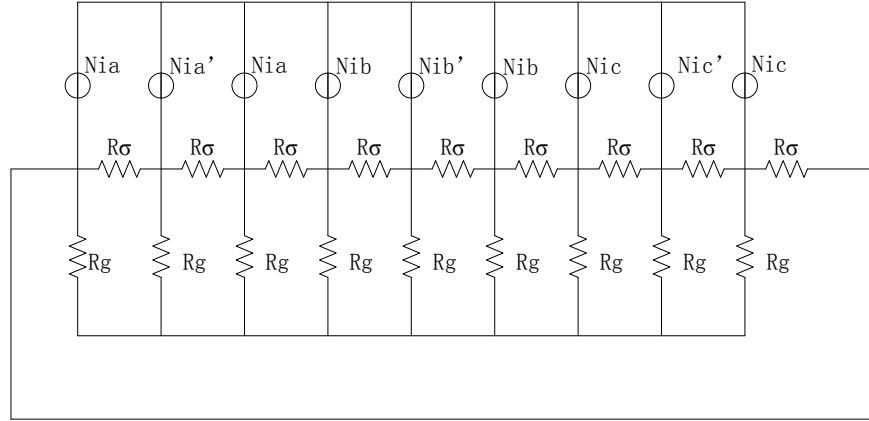 Nia Nia’ Nia Nib Nib’ Nib Nic Nic’ Nic
Rσ Rσ Rσ Rσ Rσ Rσ Rσ Rσ Rσ
Rg Rg Rg Rg Rg Rg Rg Rg Rg